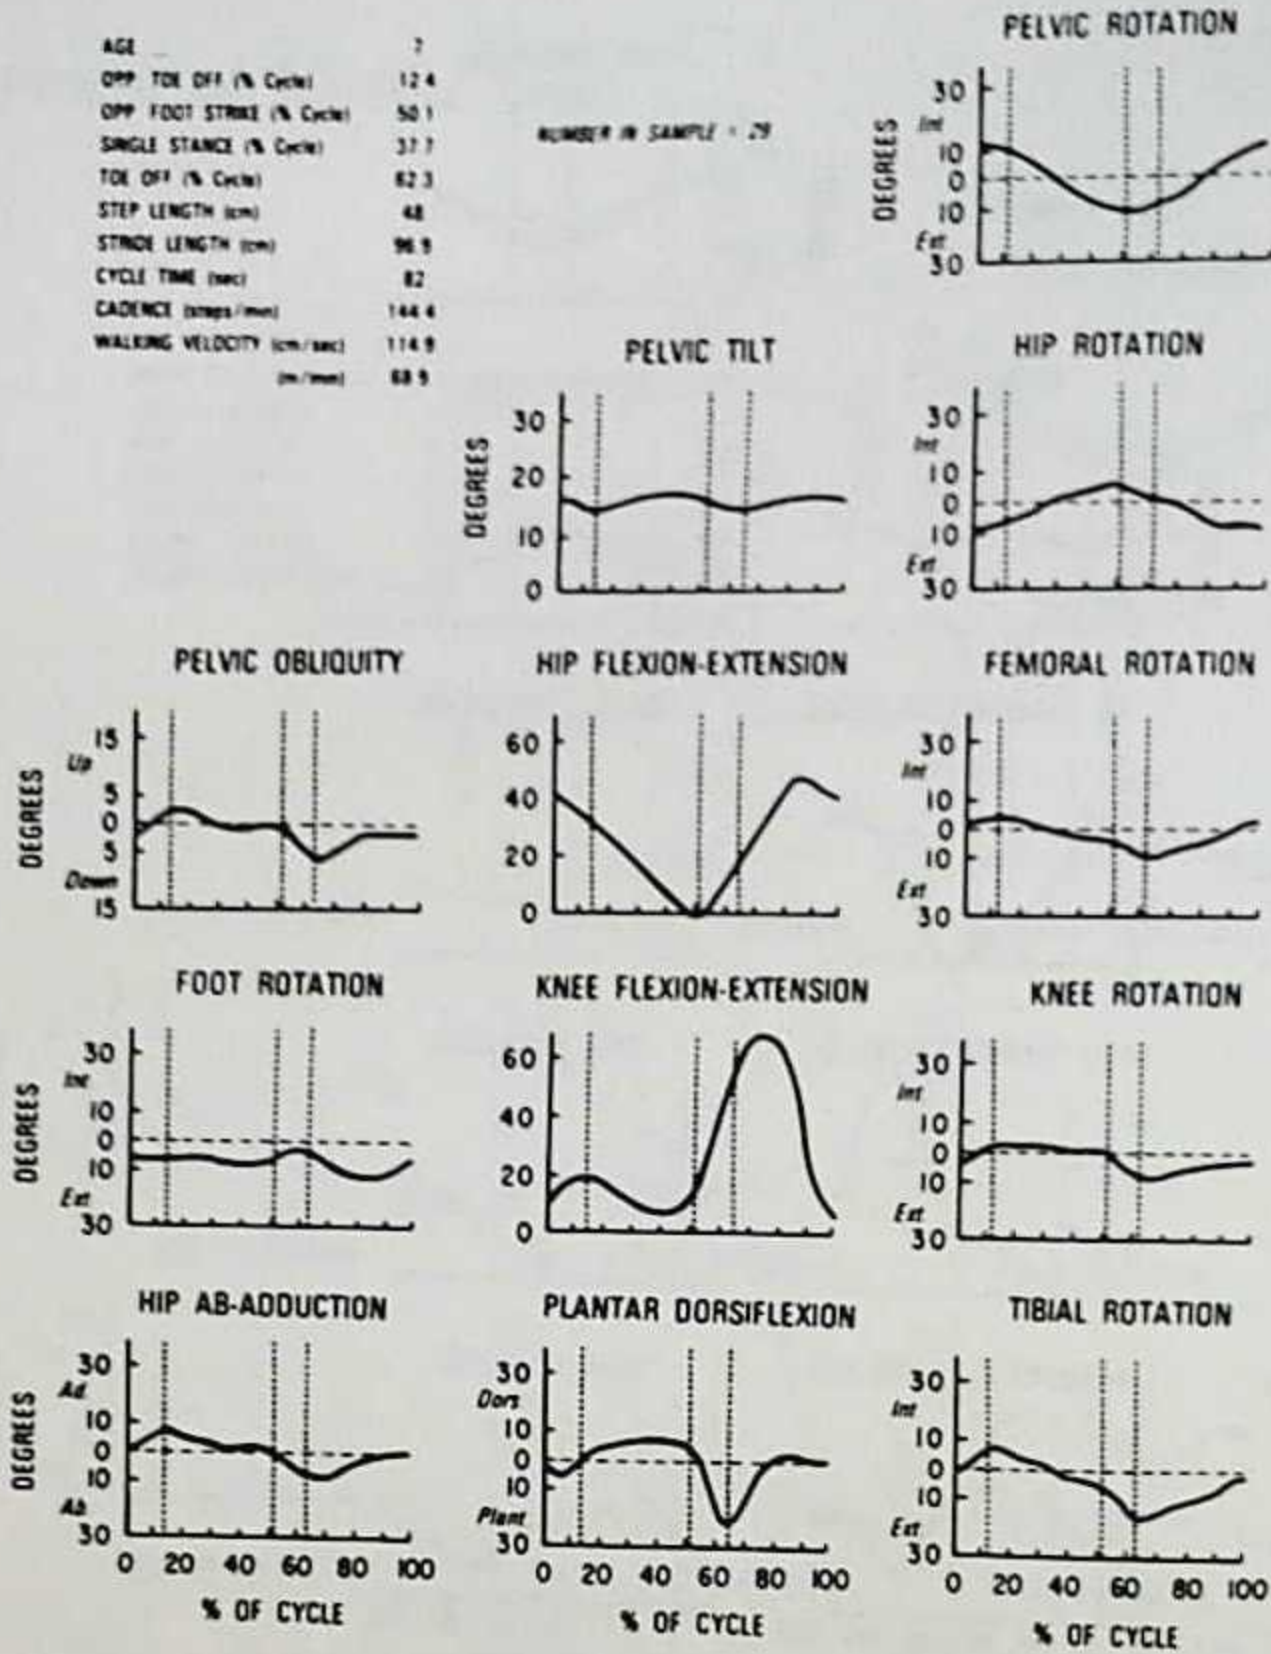 AGE 7
OPP TOE OFF (% Cycle) 12.4
OPP FOOT STRIKE (% Cycle) 50.1
SINGLE STANCE (% Cycle) 37.7
TOE OFF (% Cycle) 62.3
STEP LENGTH (cm) 48
STRIDE LENGTH (cm) 96.9
CYCLE TIME (sec) .82
CADENCE (steps/min) 144.4
WALKING VELOCITY (cm/sec) 114.9
(m/min) 68.9
NUMBER IN SAMPLE = 29
PELVIC ROTATION
DEGREES
30
Int
10
0
10
Ext
30
PELVIC TILT
DEGREES
30
20
10
0
HIP ROTATION
30
Int
10
0
10
Ext
30
PELVIC OBLIQUITY
DEGREES
15
Up
5
0
5
Down
15
HIP FLEXION-EXTENSION
60
40
20
0
FEMORAL ROTATION
30
Int
10
0
10
Ext
30
FOOT ROTATION
DEGREES
30
Int
10
0
10
Ext
30
KNEE FLEXION-EXTENSION
60
40
20
0
KNEE ROTATION
30
Int
10
0
10
Ext
30
HIP AB-ADDUCTION
DEGREES
30
Ad
10
0
10
Ab
30
0 20 40 60 80 100
% OF CYCLE
PLANTAR DORSIFLEXION
30
Dors
10
0
10
Plant
30
0 20 40 60 80 100
% OF CYCLE
TIBIAL ROTATION
30
Int
10
0
10
Ext
30
0 20 40 60 80 100
% OF CYCLE